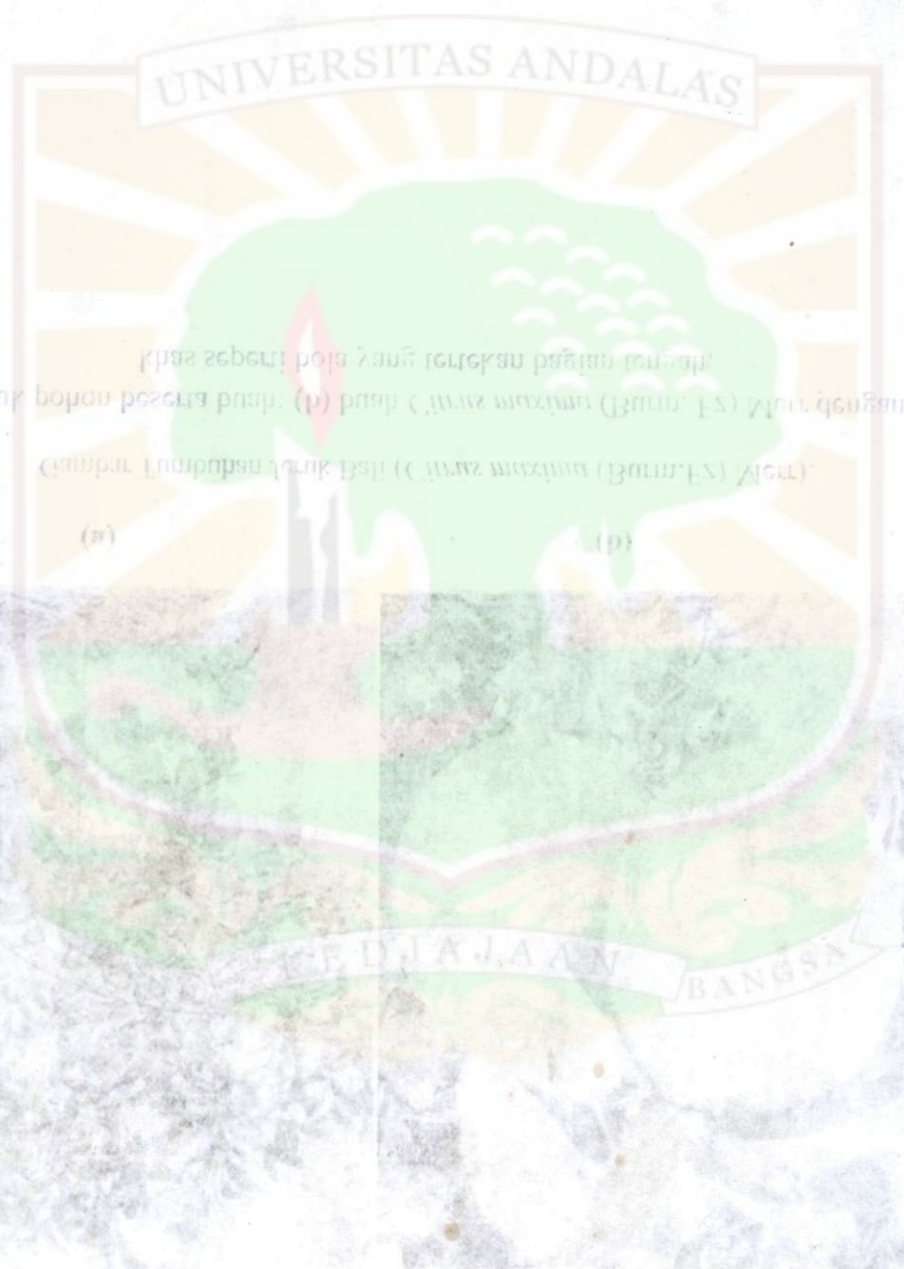 UNIVERSITAS ANDALAS
khas seperti bola yang tertekan bagian tengah.
pohon beserta buah, (b) buah Citrus maxima (Burm. Fz) Merr dengan
Gambar Tumbuhan Jeruk Bali (Citrus maxima (Burm.Fz) Merr).
(a) (b)
KEDJAJAAN BANGSA